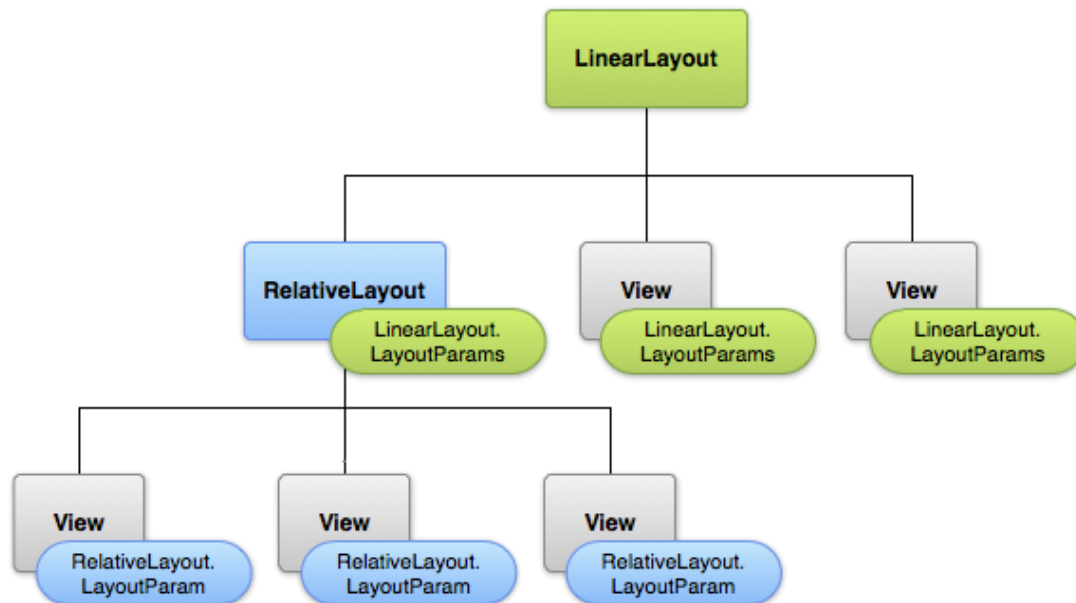 LinearLayout
RelativeLayout
LinearLayout.
LayoutParams
View
LinearLayout.
LayoutParams
View
LinearLayout.
LayoutParams
View
RelativeLayout.
LayoutParam
View
RelativeLayout.
LayoutParam
View
RelativeLayout.
LayoutParam